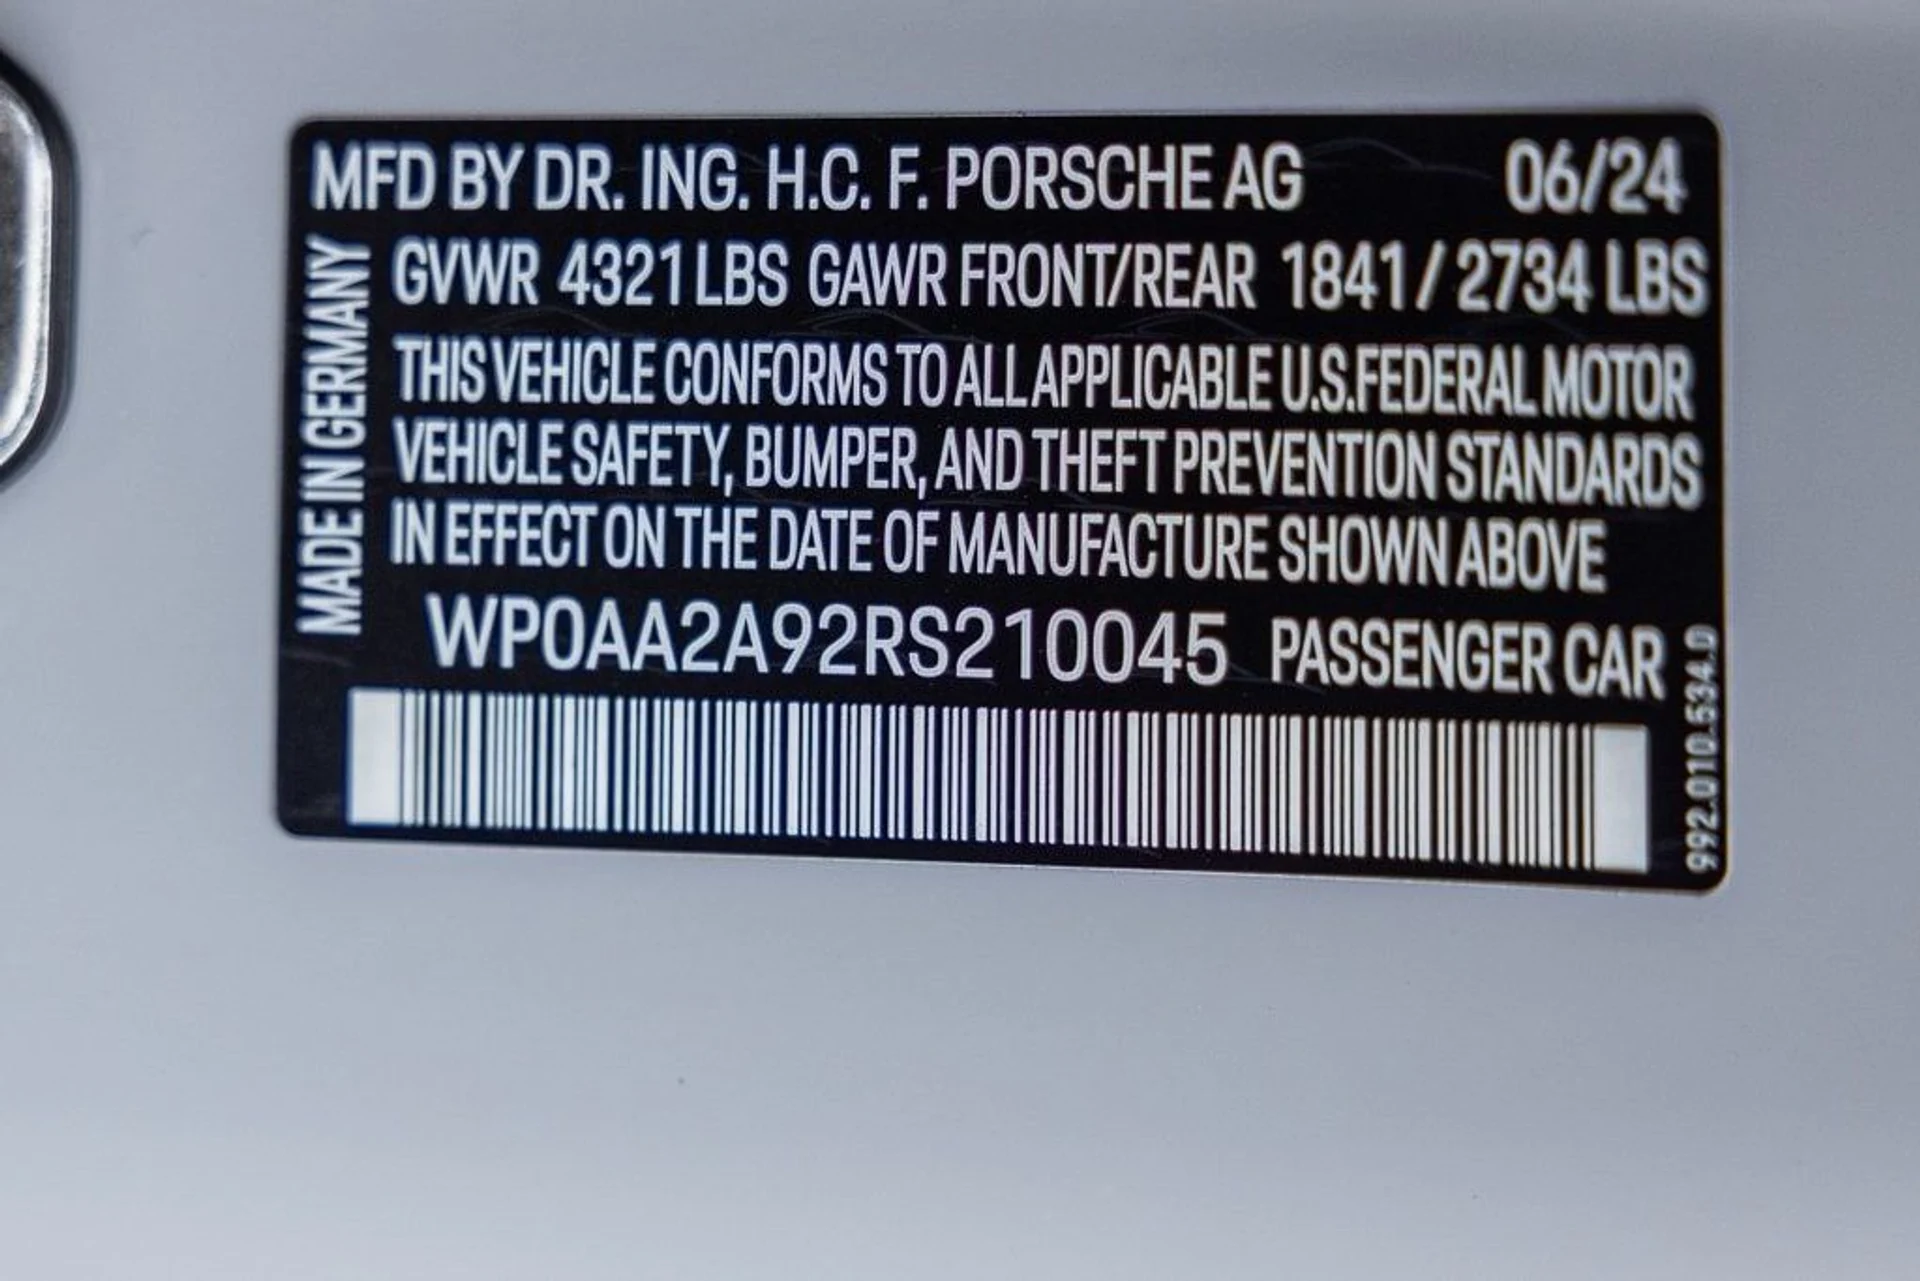 MFD BY DR. ING. H.C. F. PORSCHE AG 06/24
GVWR 4321 LBS GAWR FRONT/REAR 1841 / 2734 LBS
THIS VEHICLE CONFORMS TO ALL APPLICABLE U.S.FEDERAL MOTOR
VEHICLE SAFETY, BUMPER, AND THEFT PREVENTION STANDARDS
IN EFFECT ON THE DATE OF MANUFACTURE SHOWN ABOVE
MADE IN GERMANY
WP0AA2A92RS210045 PASSENGER CAR
992.010.534.D